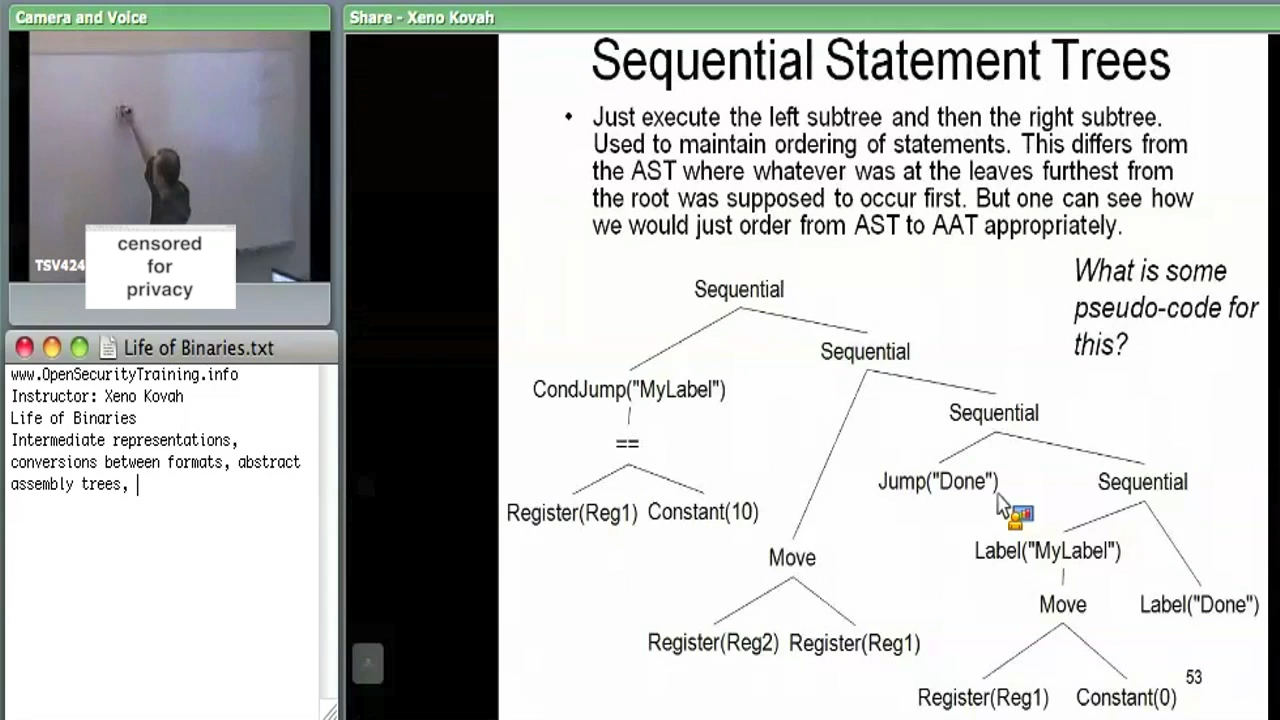 Camera and Voice
Share - Xeno Kovah
TSV424
censored
for
privacy
Life of Binaries.txt
www.OpenSecurityTraining.info
Instructor: Xeno Kovah
Life of Binaries
Intermediate representations,
conversions between formats, abstract
assembly trees,
Sequential Statement Trees
• Just execute the left subtree and then the right subtree.
Used to maintain ordering of statements. This differs from
the AST where whatever was at the leaves furthest from
the root was supposed to occur first. But one can see how
we would just order from AST to AAT appropriately.
What is some
pseudo-code for
this?
Sequential
Sequential
CondJump("MyLabel")
Sequential
==
Jump("Done")
Sequential
Register(Reg1) Constant(10)
Label("MyLabel")
Move
Move
Label("Done")
Register(Reg2) Register(Reg1)
Register(Reg1) Constant(0)
53